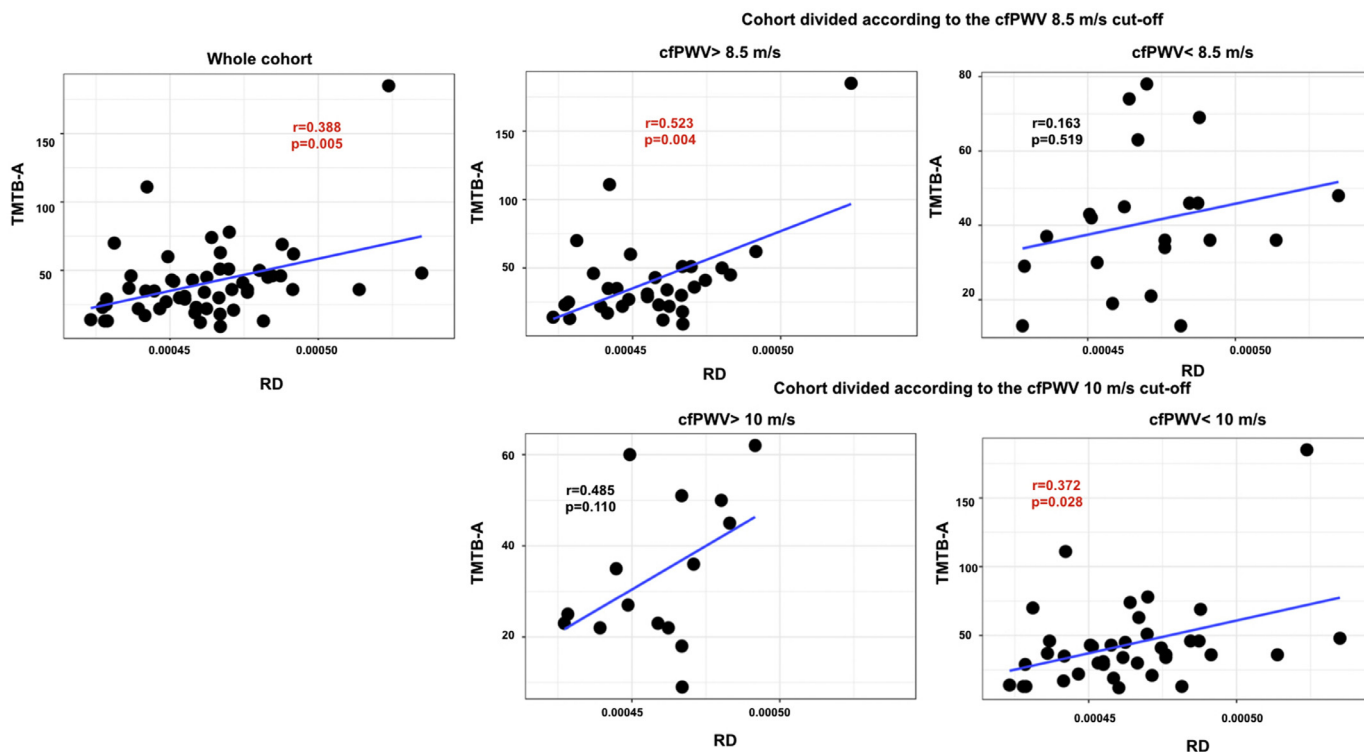 Cohort divided according to the cfPWV 8.5 m/s cut-off
Whole cohort
TMTB-A
150
100
50
r=0.388
p=0.005
0.00045
0.00050
RD
cfPWV> 8.5 m/s
TMTB-A
150
100
50
r=0.523
p=0.004
0.00045
0.00050
RD
cfPWV< 8.5 m/s
TMTB-A
80
60
40
20
r=0.163
p=0.519
0.00045
0.00050
RD
Cohort divided according to the cfPWV 10 m/s cut-off
cfPWV> 10 m/s
TMTB-A
60
40
20
r=0.485
p=0.110
0.00045
0.00050
RD
cfPWV< 10 m/s
TMTB-A
150
100
50
r=0.372
p=0.028
0.00045
0.00050
RD